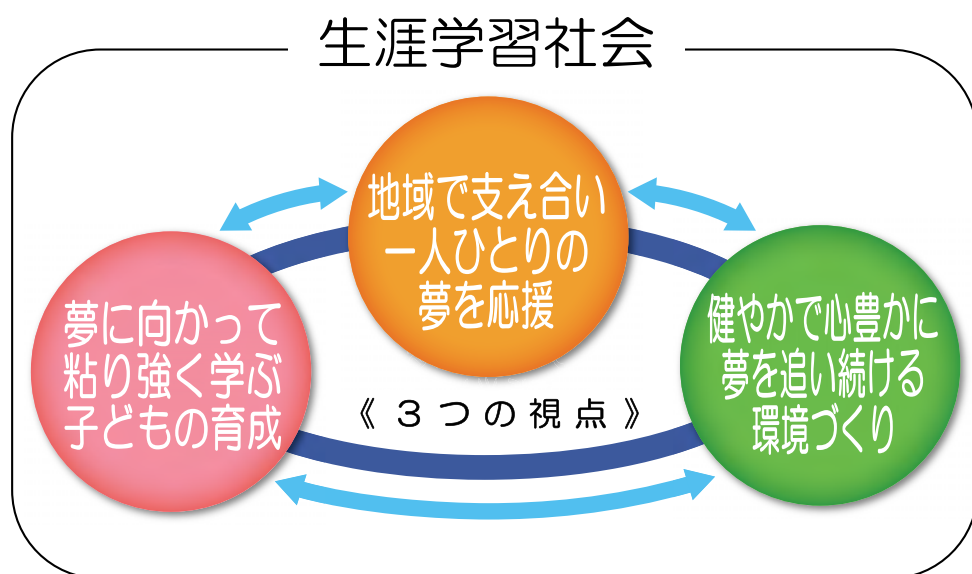 生涯学習社会
地域で支え合い
一人ひとりの
夢を応援
夢に向かって
粘り強く学ぶ
子どもの育成
健やかで心豊かに
夢を追い続ける
環境づくり
《３つの視点》